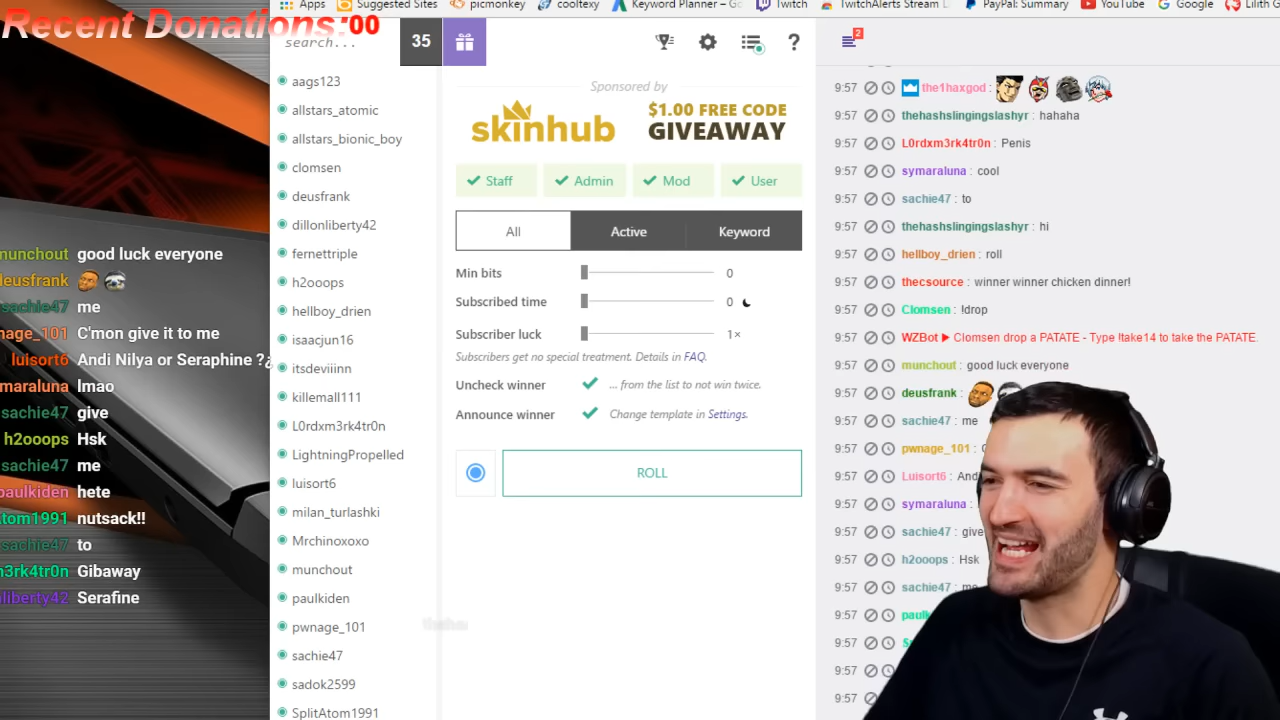 Apps
Suggested Sites
picmonkey
cooltexy
Keyword Planner – Go
Twitch
TwitchAlerts Stream L
PayPal: Summary
YouTube
Google
Lilith G
Recent Donations:
00
search...
35
?
2
aags123
allstars_atomic
allstars_bionic_boy
clomsen
deusfrank
dillonliberty42
fernettriple
h2ooops
hellboy_drien
isaacjun16
itsdeviiinn
killemall111
L0rdxm3rk4tr0n
LightningPropelled
luisort6
milan_turlashki
Mrchinoxoxo
munchout
paulkiden
pwnage_101
sachie47
sadok2599
SplitAtom1991
Sponsored by
skinhub
$1.00 FREE CODE
GIVEAWAY
Staff
Admin
Mod
User
All
Active
Keyword
Min bits 0
Subscribed time 0
Subscriber luck 1×
Subscribers get no special treatment. Details in FAQ.
Uncheck winner ... from the list to not win twice.
Announce winner Change template in Settings.
ROLL
munchout good luck everyone
deusfrank
sachie47 me
nage_101 C'mon give it to me
luisort6 Andi Nilya or Seraphine ?¿
maraluna lmao
sachie47 give
h2ooops Hsk
sachie47 me
paulkiden hete
Atom1991 nutsack!!
sachie47 to
m3rk4tr0n Gibaway
liberty42 Serafine
9:57 the1haxgod :
9:57 thehashslingingslashyr : hahaha
9:57 L0rdxm3rk4tr0n : Penis
9:57 symaraluna : cool
9:57 sachie47 : to
9:57 thehashslingingslashyr : hi
9:57 hellboy_drien : roll
9:57 thecsource : winner winner chicken dinner!
9:57 Clomsen : !drop
WZBot ▶ Clomsen drop a PATATE - Type !take14 to take the PATATE.
9:57 munchout : good luck everyone
9:57 deusfrank :
9:57 sachie47 : me
9:57 pwnage_101 :
9:57 Luisort6 : And
9:57 symaraluna :
9:57 sachie47 : give
9:57 h2ooops : Hsk
9:57 sachie47 : me
9:57 paulk
9:57 S
9:57
9:57